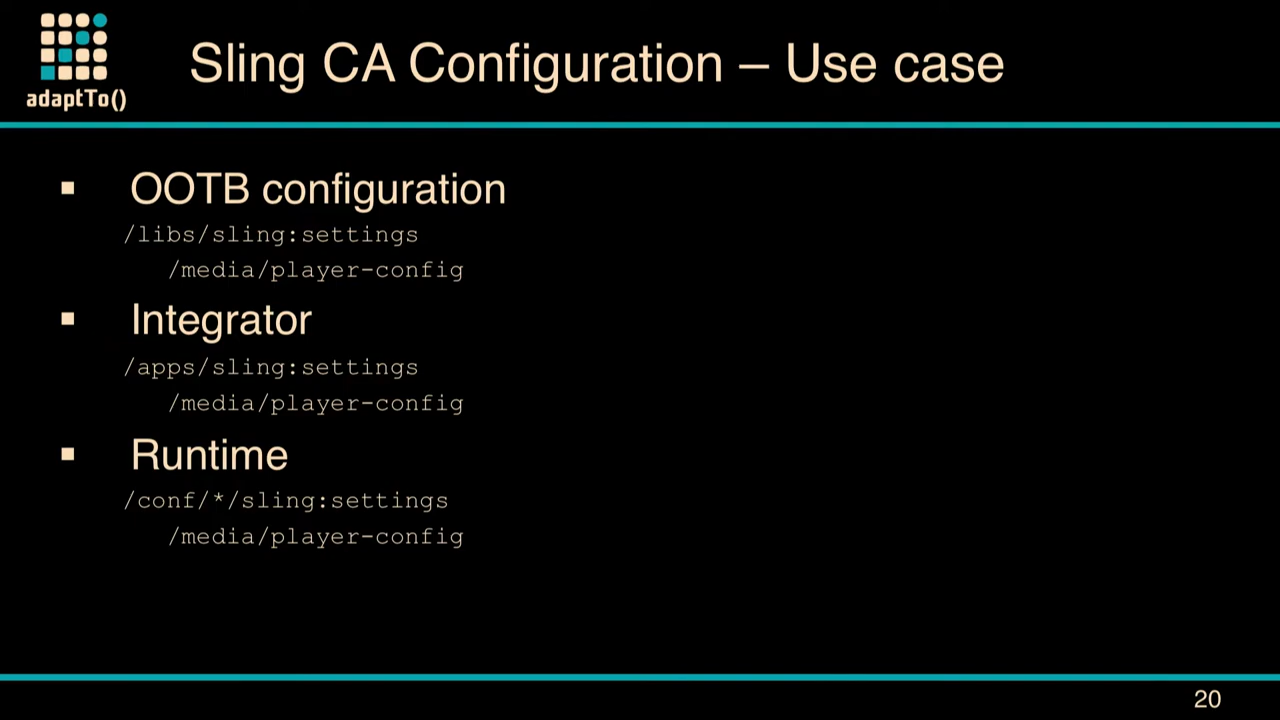 adaptTo()
Sling CA Configuration – Use case
OOTB configuration
/libs/sling:settings
/media/player-config
Integrator
/apps/sling:settings
/media/player-config
Runtime
/conf/*/sling:settings
/media/player-config
20